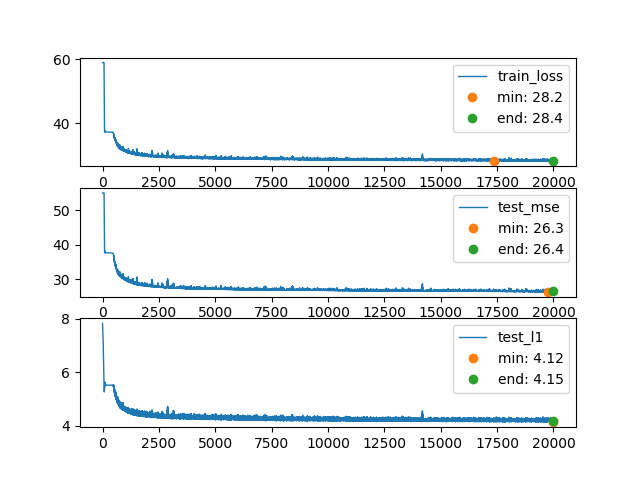 60
40
train_loss
min: 28.2
end: 28.4
0 2500 5000 7500 10000 12500 15000 17500 20000
50
40
30
test_mse
min: 26.3
end: 26.4
0 2500 5000 7500 10000 12500 15000 17500 20000
8
6
4
test_l1
min: 4.12
end: 4.15
0 2500 5000 7500 10000 12500 15000 17500 20000